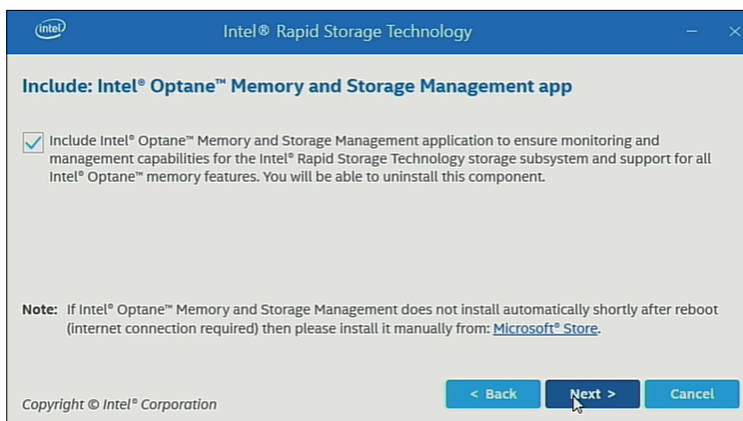 intel
Intel® Rapid Storage Technology
Include: Intel® Optane™ Memory and Storage Management app
Include Intel® Optane™ Memory and Storage Management application to ensure monitoring and
management capabilities for the Intel® Rapid Storage Technology storage subsystem and support for all
Intel® Optane™ memory features. You will be able to uninstall this component.
Note: If Intel® Optane™ Memory and Storage Management does not install automatically shortly after reboot
(internet connection required) then please install it manually from: Microsoft® Store.
< Back
Next >
Cancel
Copyright © Intel® Corporation